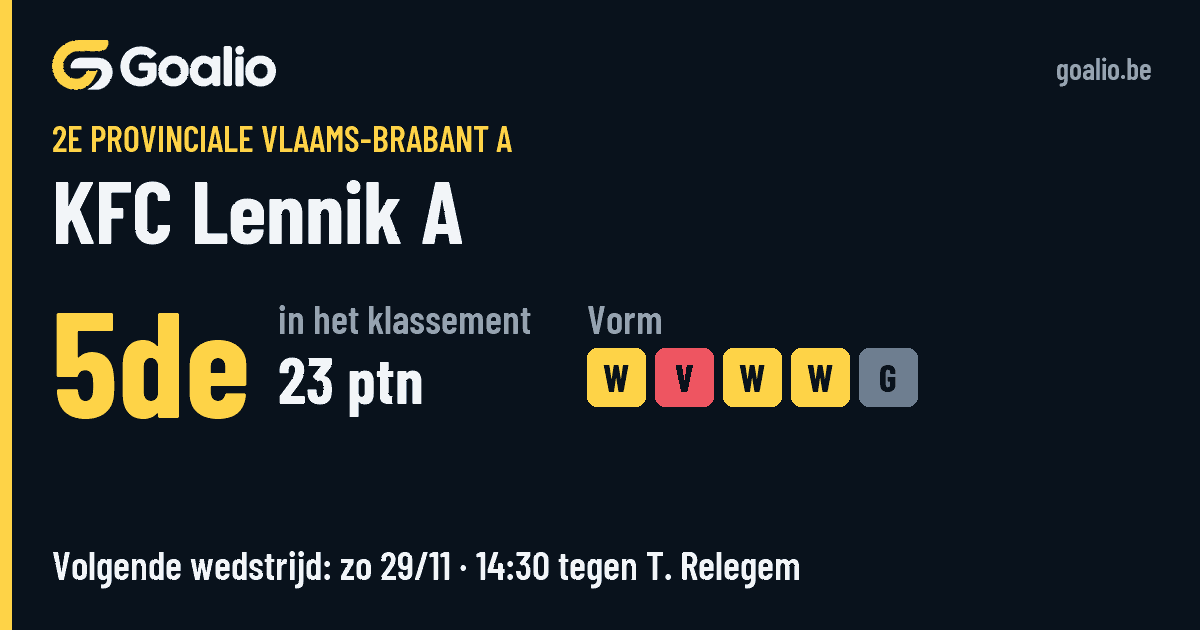 Goalio
goalio.be
2E PROVINCIALE VLAAMS-BRABANT A
KFC Lennik A
5de
in het klassement
23 ptn
Vorm
W V W W G
Volgende wedstrijd: zo 29/11 · 14:30 tegen T. Relegem